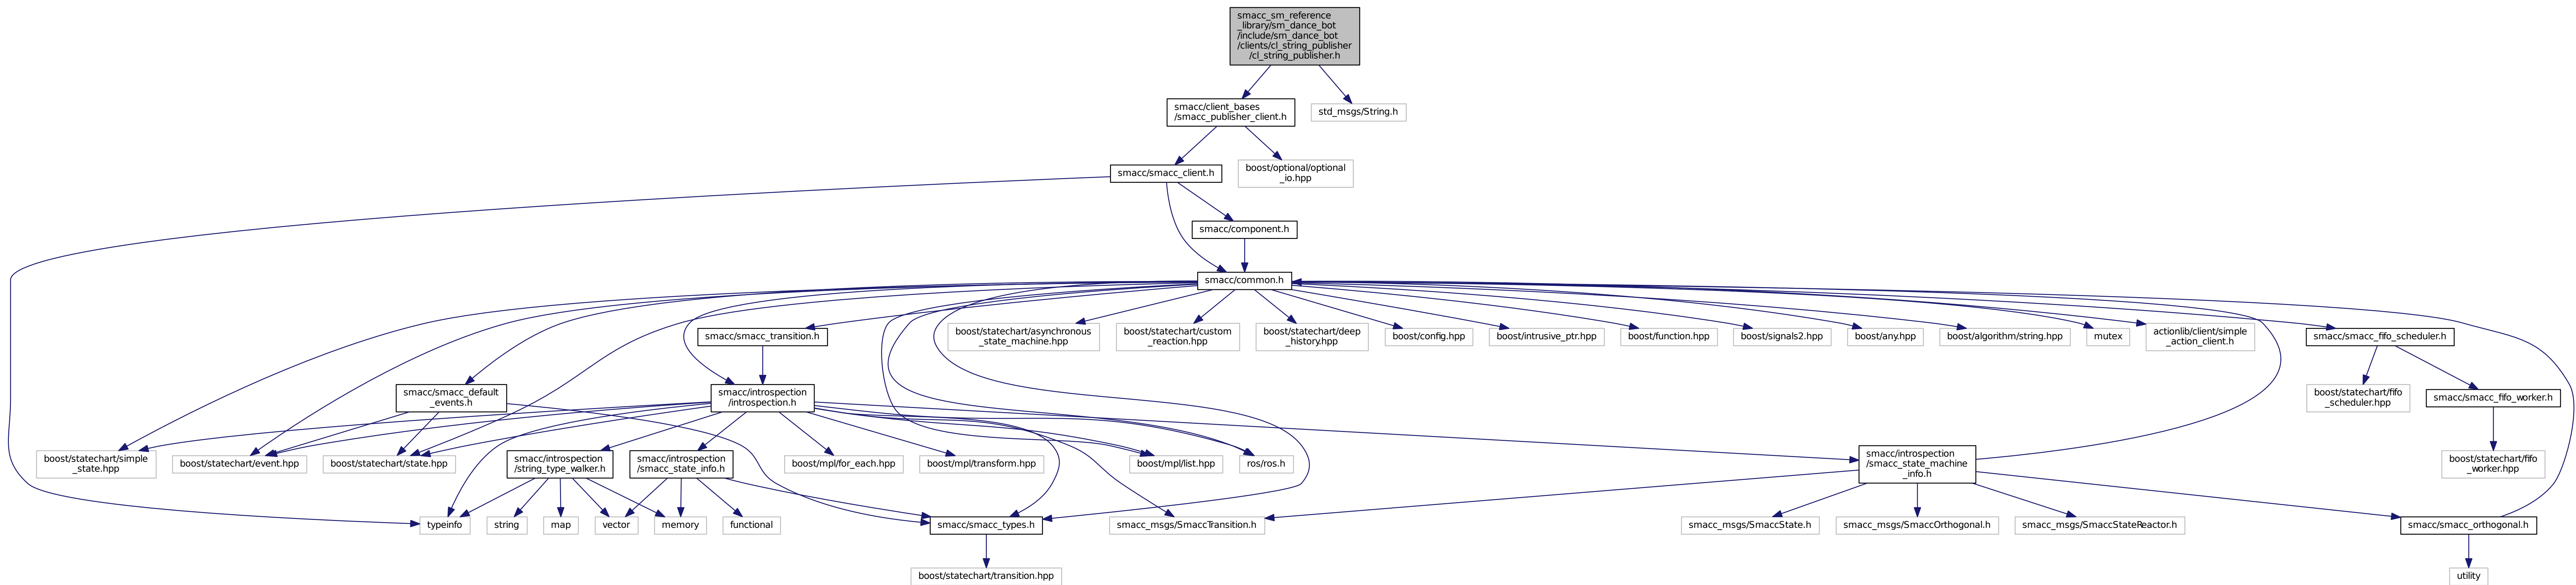 smacc_sm_reference
_library/sm_dance_bot
/include/sm_dance_bot
/clients/cl_string_publisher
/cl_string_publisher.h
smacc/client_bases
/smacc_publisher_client.h
std_msgs/String.h
smacc/smacc_client.h
boost/optional/optional
_io.hpp
smacc/component.h
smacc/common.h
smacc/smacc_transition.h
boost/statechart/asynchronous
_state_machine.hpp
boost/statechart/custom
_reaction.hpp
boost/statechart/deep
_history.hpp
boost/config.hpp
boost/intrusive_ptr.hpp
boost/function.hpp
boost/signals2.hpp
boost/any.hpp
boost/algorithm/string.hpp
mutex
actionlib/client/simple
_action_client.h
smacc/smacc_fifo_scheduler.h
smacc/smacc_default
_events.h
smacc/introspection
/introspection.h
boost/statechart/fifo
_scheduler.hpp
smacc/smacc_fifo_worker.h
boost/statechart/simple
_state.hpp
boost/statechart/event.hpp
boost/statechart/state.hpp
smacc/introspection
/string_type_walker.h
smacc/introspection
/smacc_state_info.h
boost/mpl/for_each.hpp
boost/mpl/transform.hpp
boost/mpl/list.hpp
ros/ros.h
smacc/introspection
/smacc_state_machine
_info.h
boost/statechart/fifo
_worker.hpp
typeinfo
string
map
vector
memory
functional
smacc/smacc_types.h
smacc_msgs/SmaccTransition.h
smacc_msgs/SmaccState.h
smacc_msgs/SmaccOrthogonal.h
smacc_msgs/SmaccStateReactor.h
smacc/smacc_orthogonal.h
boost/statechart/transition.hpp
utility